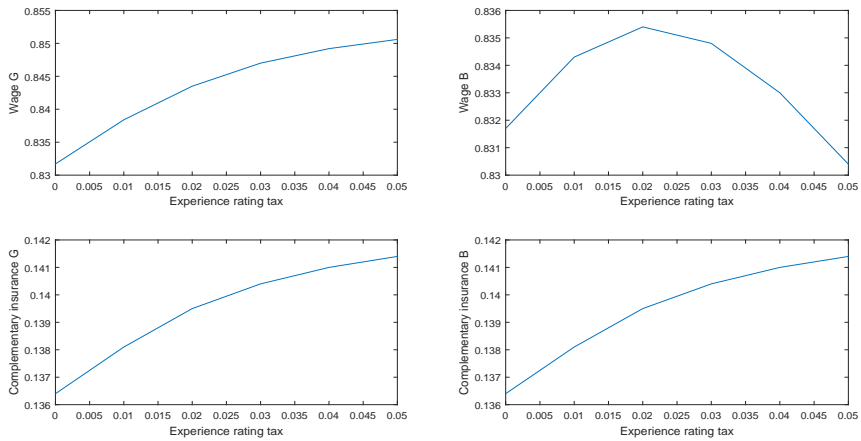 Wage G
0.855
0.85
0.845
0.84
0.835
0.83
0 0.005 0.01 0.015 0.02 0.025 0.03 0.035 0.04 0.045 0.05
Experience rating tax
Wage B
0.836
0.835
0.834
0.833
0.832
0.831
0.83
0 0.005 0.01 0.015 0.02 0.025 0.03 0.035 0.04 0.045 0.05
Experience rating tax
Complementary insurance G
0.142
0.141
0.14
0.139
0.138
0.137
0.136
0 0.005 0.01 0.015 0.02 0.025 0.03 0.035 0.04 0.045 0.05
Experience rating tax
Complementary insurance B
0.142
0.141
0.14
0.139
0.138
0.137
0.136
0 0.005 0.01 0.015 0.02 0.025 0.03 0.035 0.04 0.045 0.05
Experience rating tax